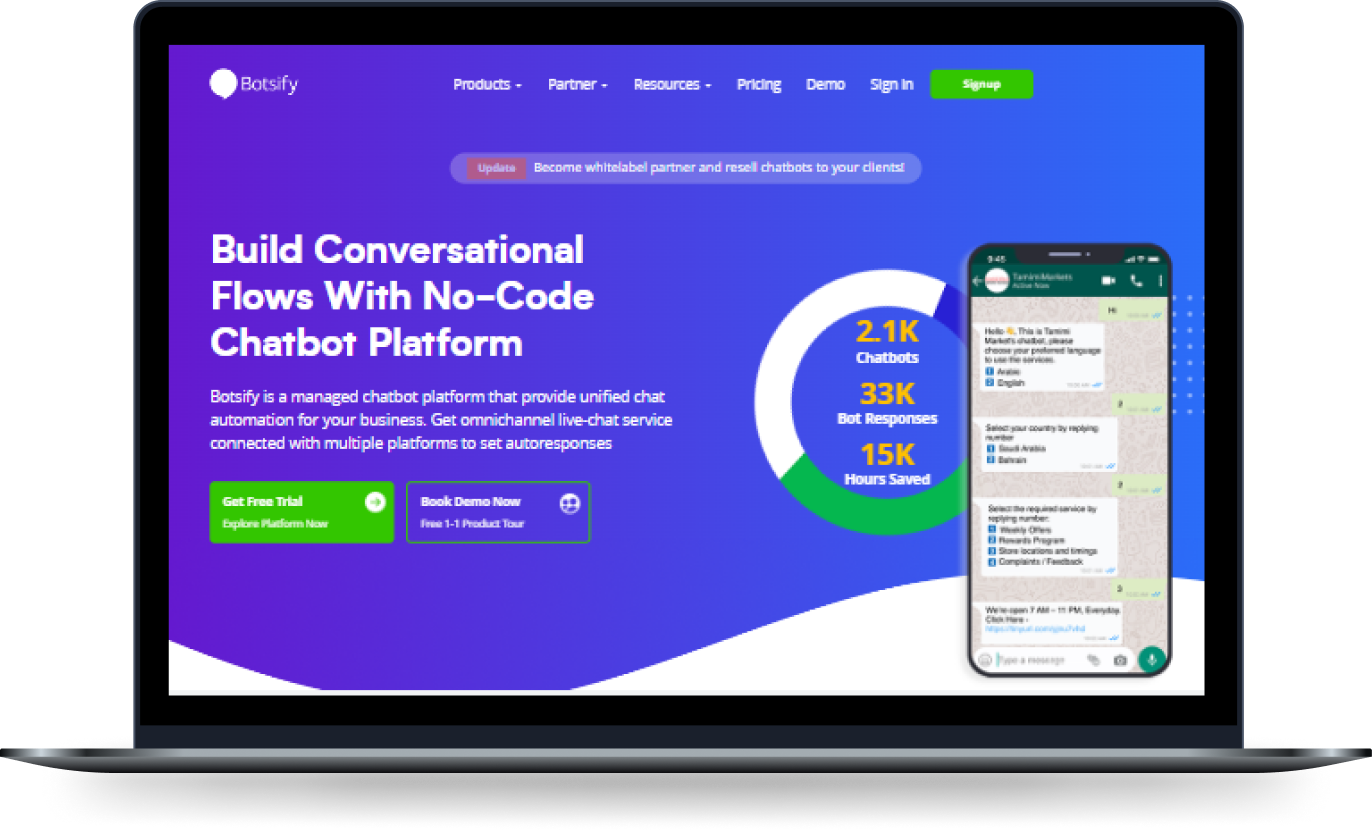 Botsify
Products
Partner
Resources
Pricing
Demo
Sign In
Signup
Update
Become whitelabel partner and resell chatbots to your clients!
Build Conversational
Flows With No-Code
Chatbot Platform
Botsify is a managed chatbot platform that provide unified chat
automation for your business. Get omnichannel live-chat service
connected with multiple platforms to set autoresponses
Get Free Trial
Explore Platform Now
Book Demo Now
Free 1-1 Product Tour
2.1K
Chatbots
33K
Bot Responses
15K
Hours Saved
9:45
TamimiMarkets
Active Now
Hi
Hello 👋, This is Tamimi
Market's chatbot, please
choose your preferred language
to use the services.
1 Arabic
2 English
2
Select your country by replying
number
1 Saudi Arabia
2 Bahrain
2
Select the required service by
replying number:
1 Weekly Offers
2 Rewards Program
3 Store locations and timings
4 Complaints / Feedback
3
We're open 7 AM – 11 PM, Everyday.
Click Here -
Type a message